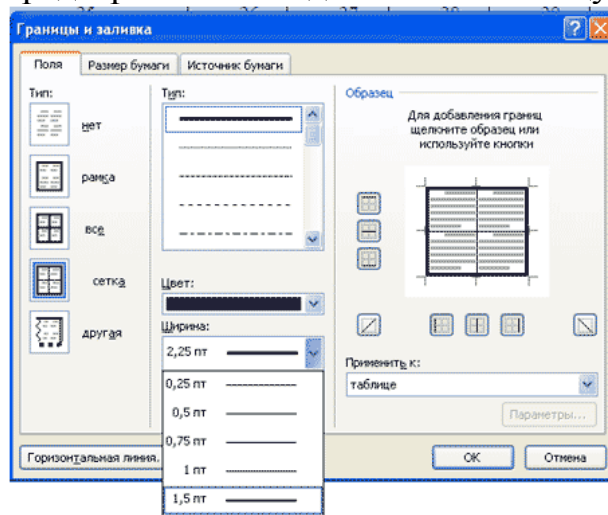 Границы и заливка
Поля Размер бумаги Источник бумаги
Тип:
нет
рамка
все
сетка
другая
Тип:
Цвет:
Ширина:
2,25 пт
0,25 пт
0,5 пт
0,75 пт
1 пт
1,5 пт
Образец
Для добавления границ
щелкните образец или
используйте кнопки
Применить к:
таблице
Параметры...
Горизонтальная линия.
ОК Отмена